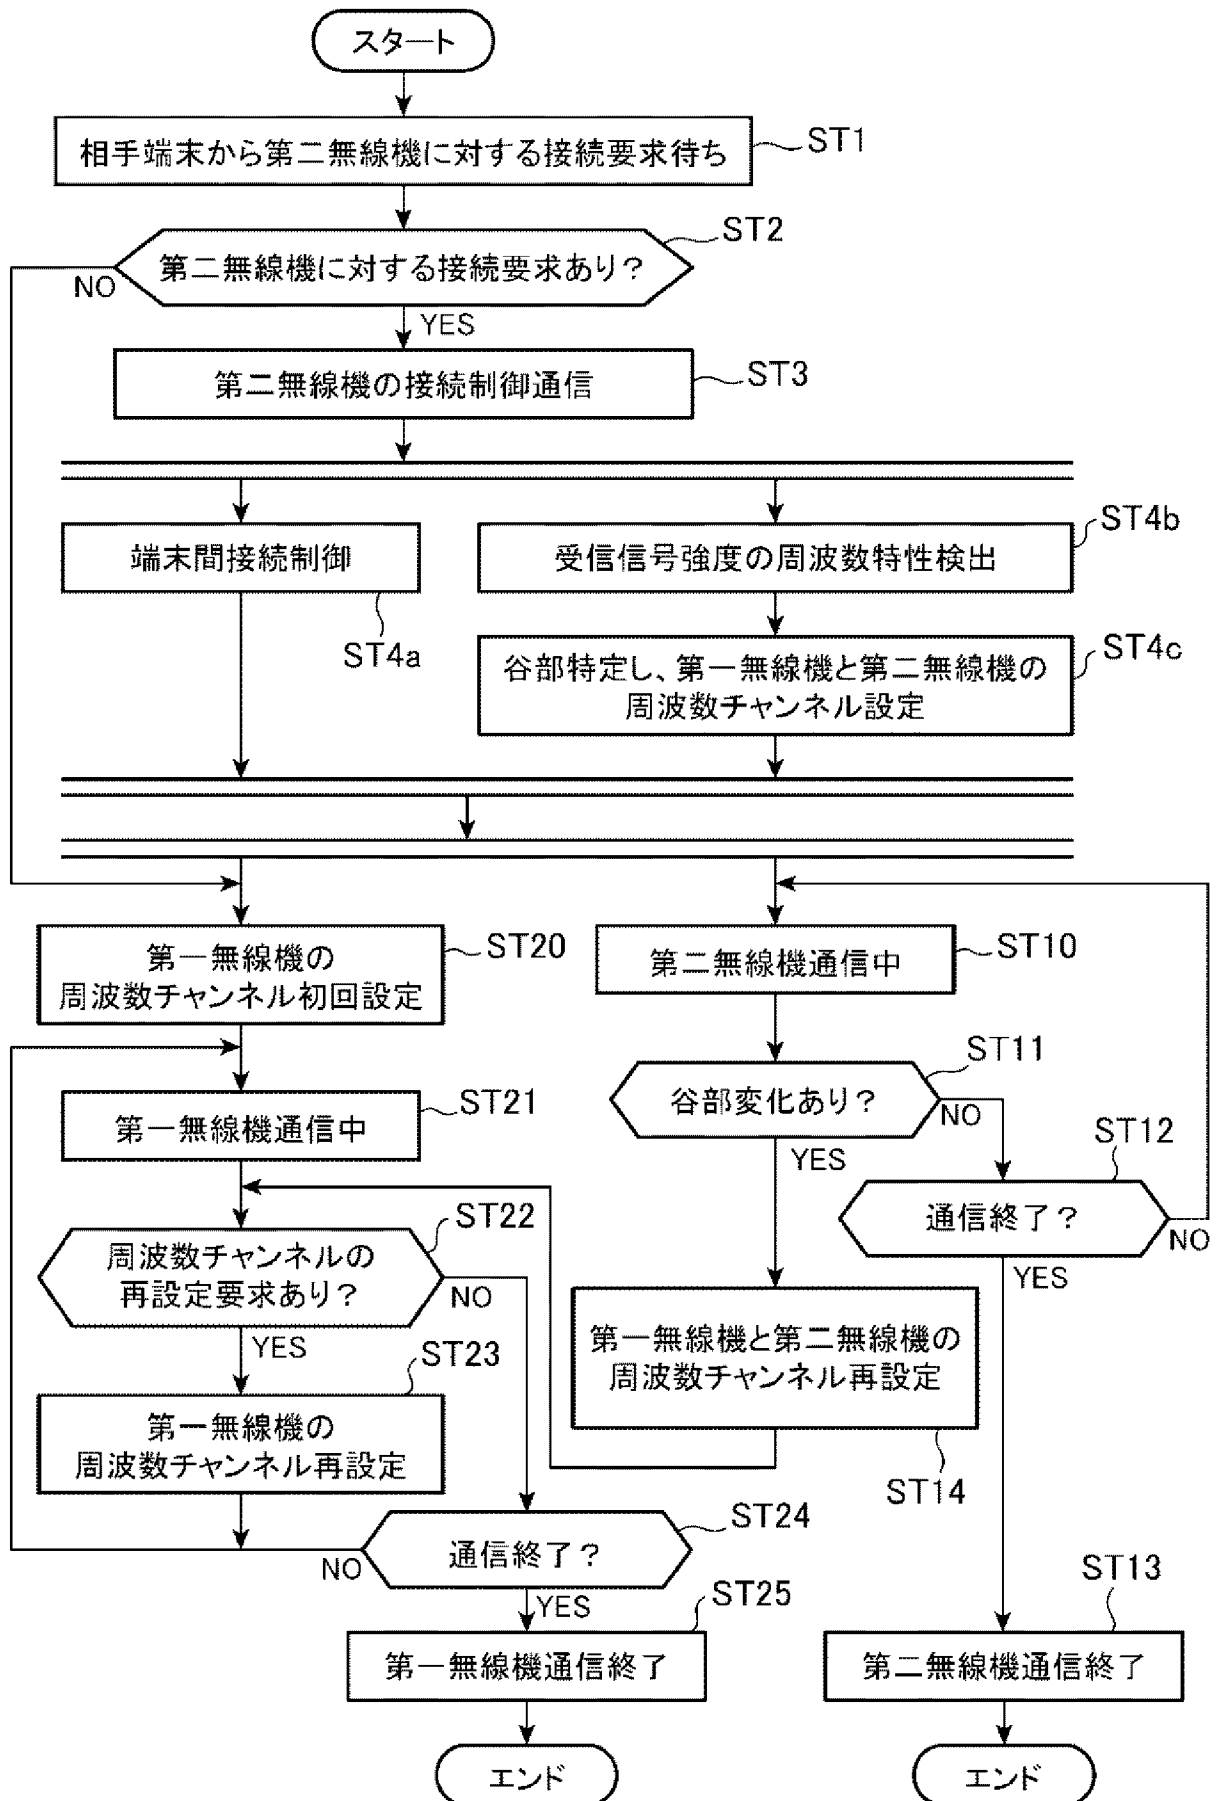 スタート
相手端末から第二無線機に対する接続要求待ち
ST1
第二無線機に対する接続要求あり？
ST2
NO
YES
第二無線機の接続制御通信
ST3
端末間接続制御
ST4a
受信信号強度の周波数特性検出
ST4b
谷部特定し、第一無線機と第二無線機の
周波数チャンネル設定
ST4c
第一無線機の
周波数チャンネル初回設定
ST20
第二無線機通信中
ST10
第一無線機通信中
ST21
谷部変化あり？
ST11
NO
YES
通信終了？
ST12
NO
YES
周波数チャンネルの
再設定要求あり？
ST22
NO
YES
第一無線機と第二無線機の
周波数チャンネル再設定
ST14
第一無線機の
周波数チャンネル再設定
ST23
通信終了？
ST24
NO
YES
第一無線機通信終了
ST25
第二無線機通信終了
ST13
エンド
エンド